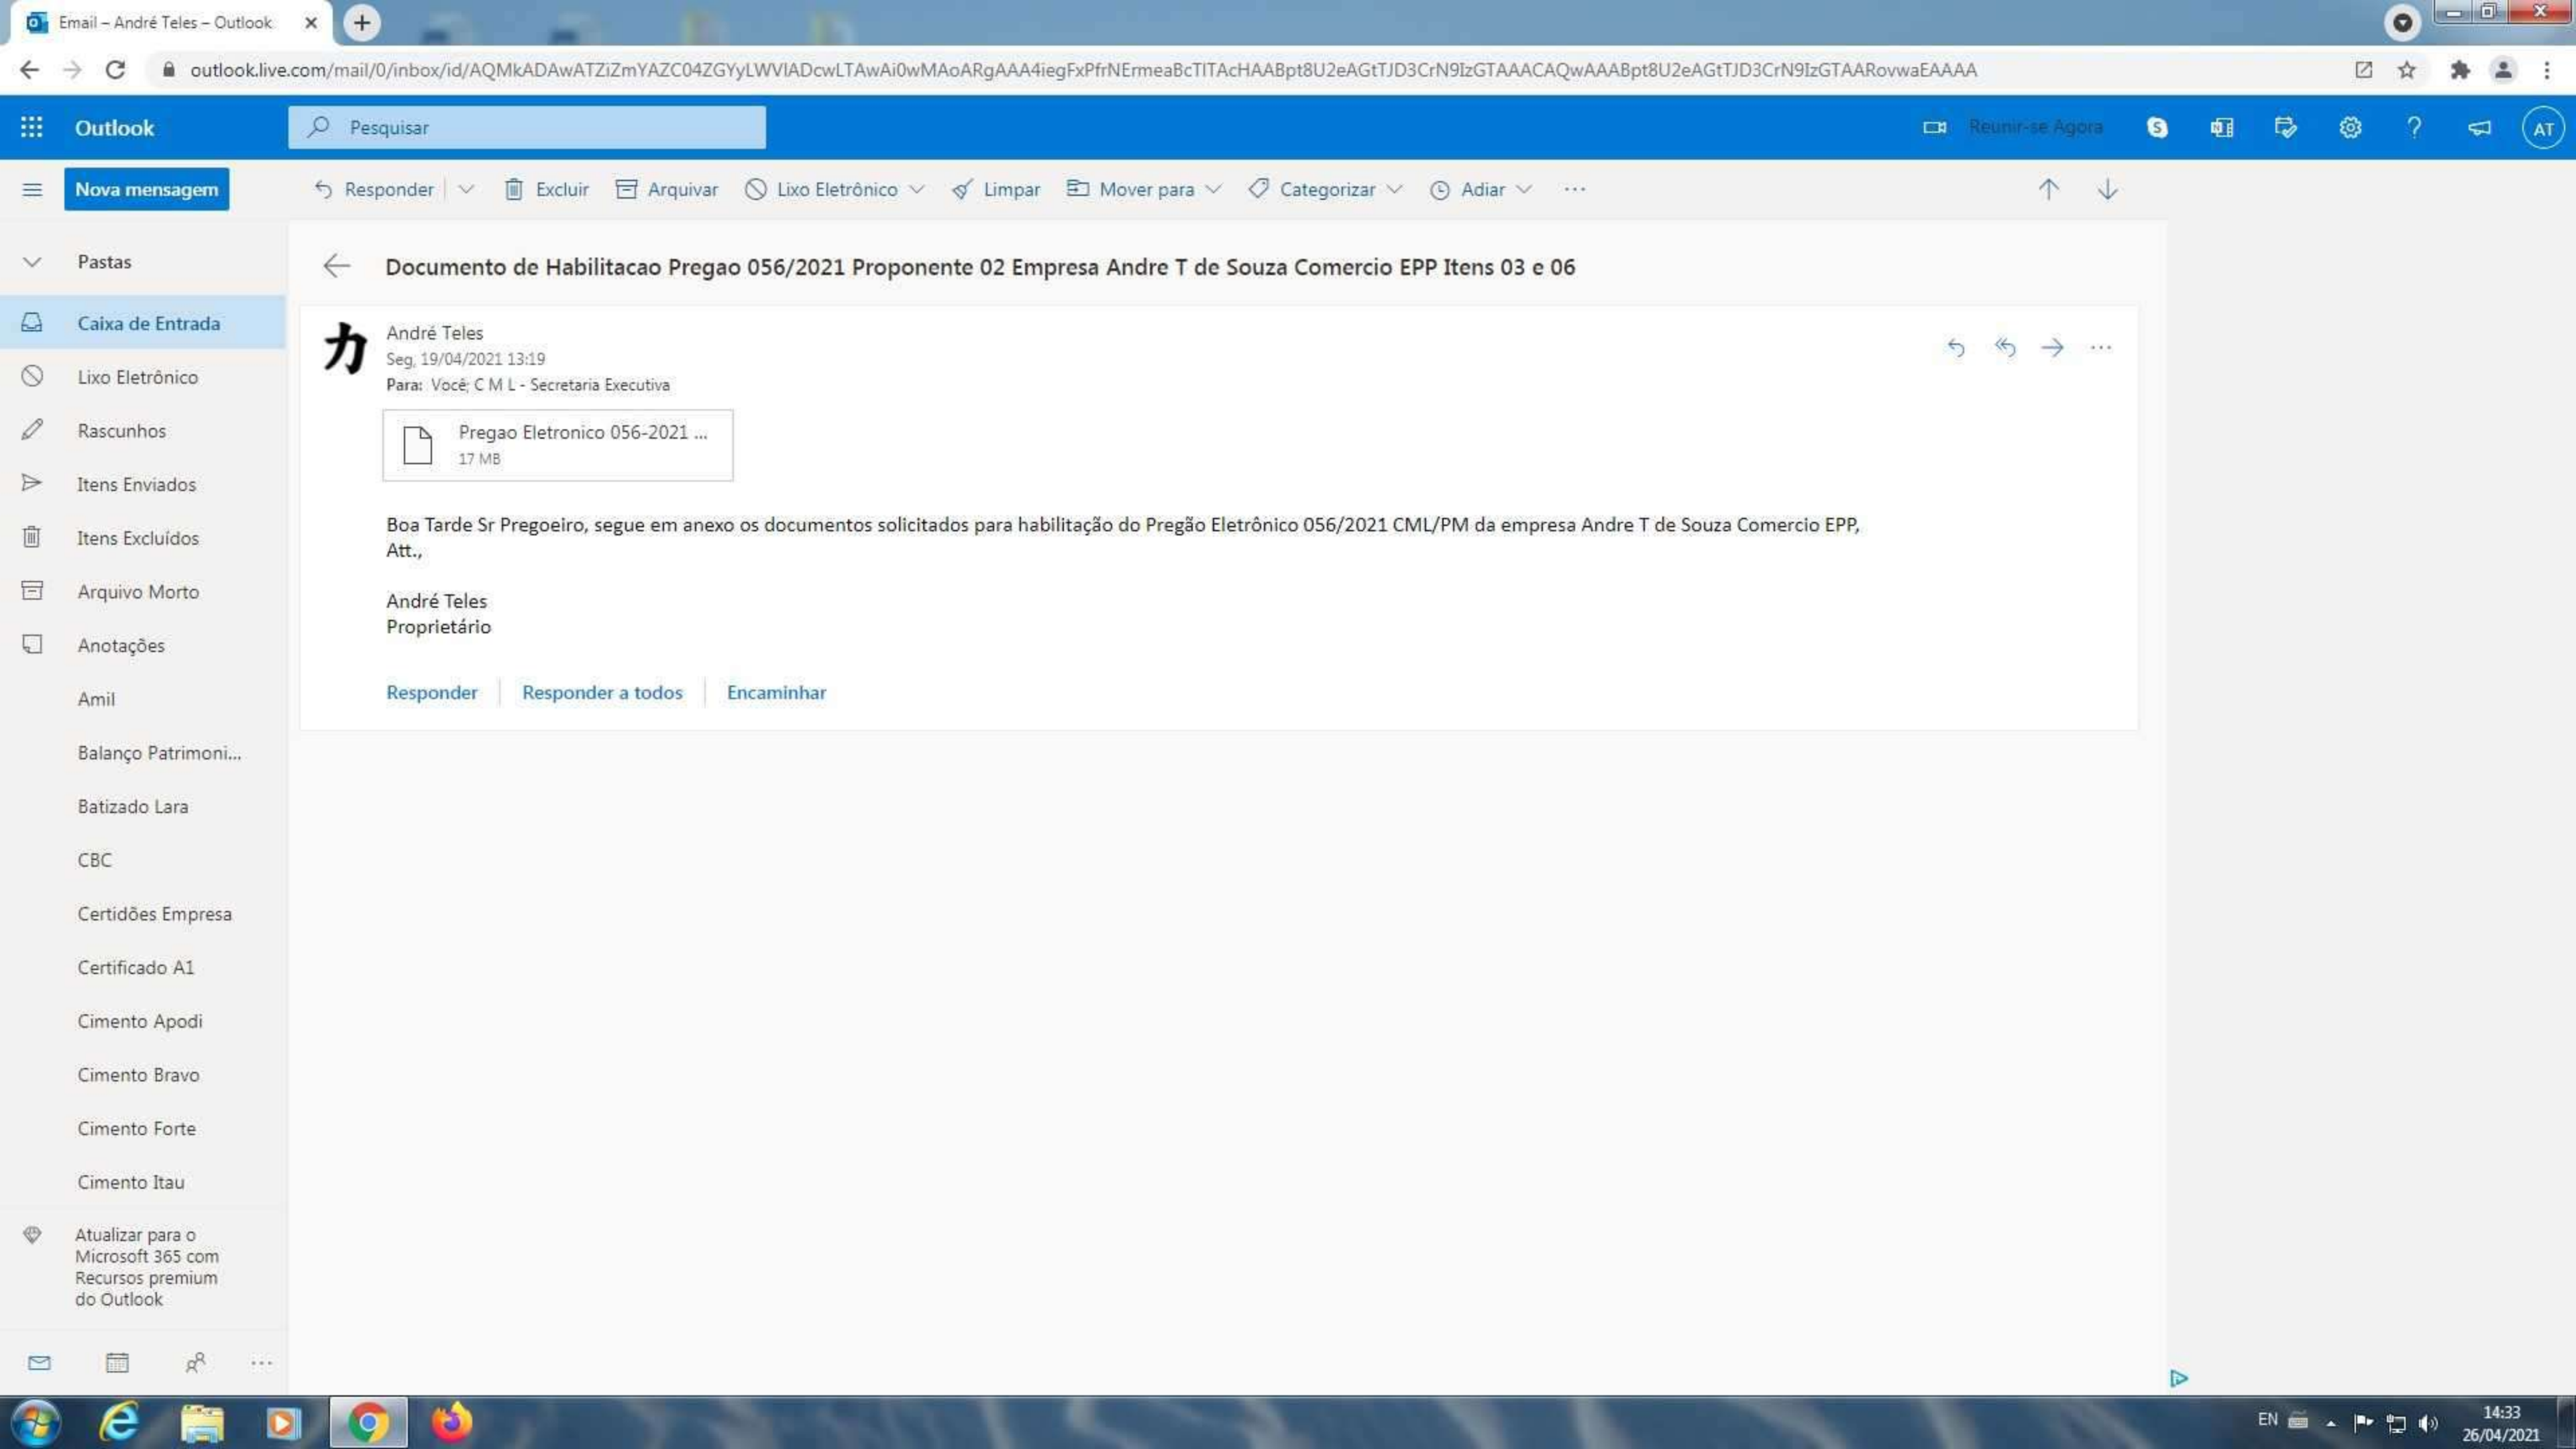 Email – André Teles – Outlook
outlook.live.com/mail/0/inbox/id/AQMkADAwATZiZmYAZC04ZGYyLWVlADcwLTAwAi0wMAoARgAAA4iegFxPfrNErmeaBcTlTAcHAABpt8U2eAGtTJD3CrN9IzGTAAACAQwAAABpt8U2eAGtTJD3CrN9IzGTAARovwaEAAAA
Outlook
Pesquisar
Reunir-se Agora
AT
Nova mensagem
Responder
Excluir
Arquivar
Lixo Eletrônico
Limpar
Mover para
Categorizar
Adiar
Pastas
Caixa de Entrada
Lixo Eletrônico
Rascunhos
Itens Enviados
Itens Excluídos
Arquivo Morto
Anotações
Amil
Balanço Patrimoni...
Batizado Lara
CBC
Certidões Empresa
Certificado A1
Cimento Apodi
Cimento Bravo
Cimento Forte
Cimento Itau
Atualizar para o
Microsoft 365 com
Recursos premium
do Outlook
Documento de Habilitacao Pregao 056/2021 Proponente 02 Empresa Andre T de Souza Comercio EPP Itens 03 e 06
力
André Teles
Seg, 19/04/2021 13:19
Para: Você; C M L - Secretaria Executiva
Pregao Eletronico 056-2021 ...
17 MB
Boa Tarde Sr Pregoeiro, segue em anexo os documentos solicitados para habilitação do Pregão Eletrônico 056/2021 CML/PM da empresa Andre T de Souza Comercio EPP,
Att.,
André Teles
Proprietário
Responder
Responder a todos
Encaminhar
EN
14:33
26/04/2021